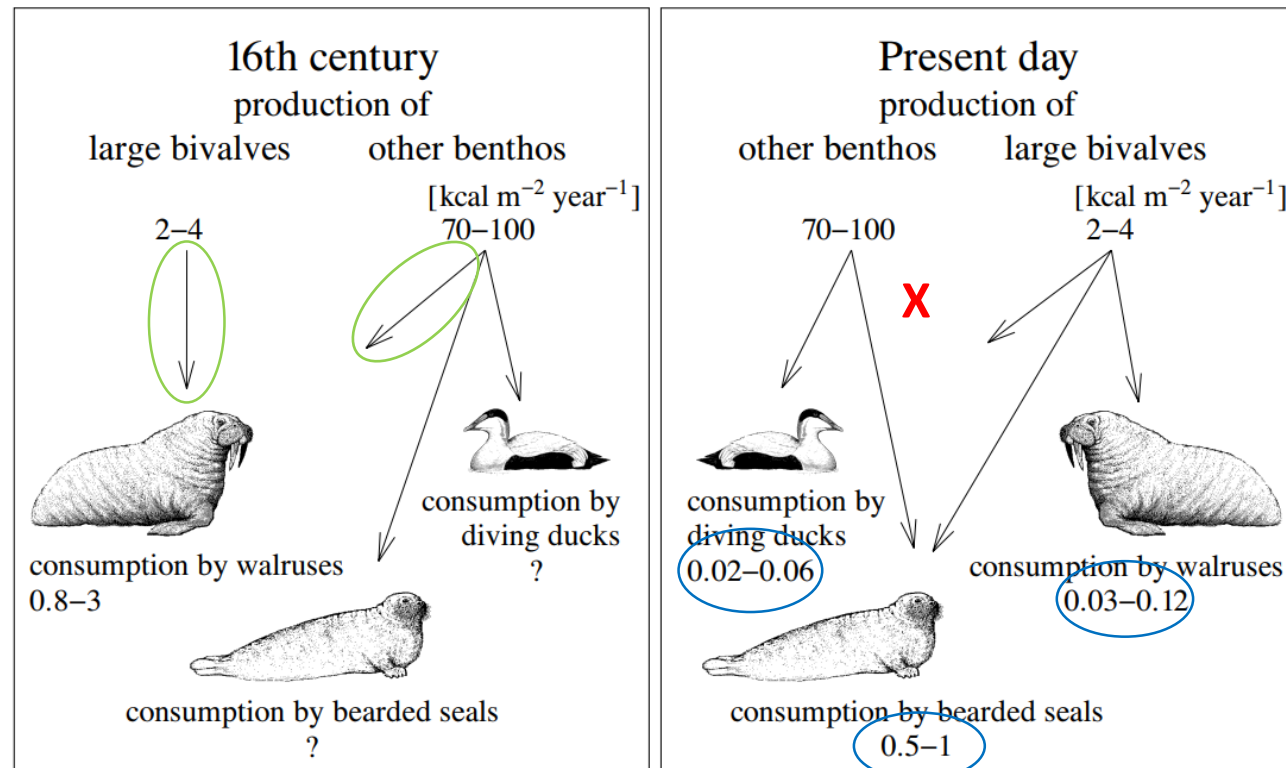 16th century
production of
large bivalves other benthos
[kcal m⁻² year⁻¹]
2–4 70–100
consumption by
diving ducks
?
consumption by walruses
0.8–3
consumption by bearded seals
?
Present day
production of
other benthos large bivalves
[kcal m⁻² year⁻¹]
70–100 2–4
X
consumption by
diving ducks
0.02–0.06
consumption by walruses
0.03–0.12
consumption by bearded seals
0.5–1